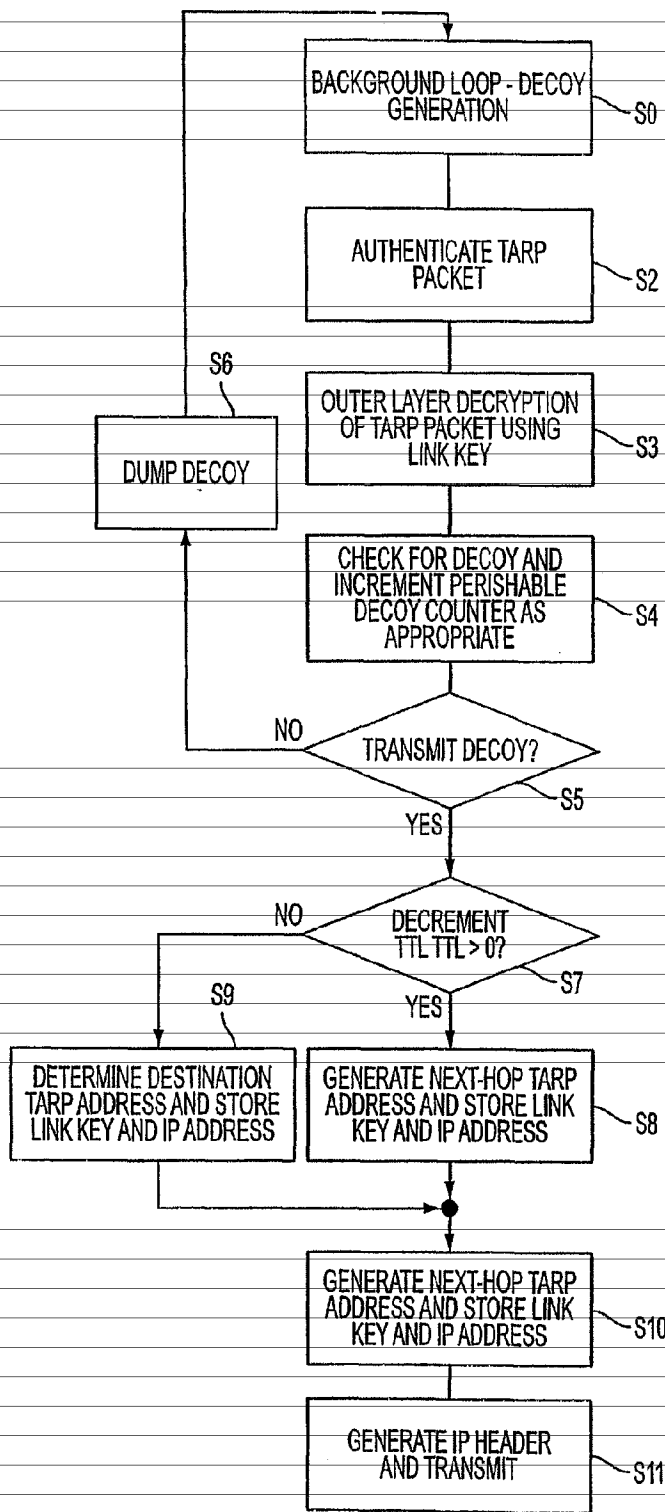 BACKGROUND LOOP - DECOY
GENERATION
S0
AUTHENTICATE TARP
PACKET
S2
S6
DUMP DECOY
OUTER LAYER DECRYPTION
OF TARP PACKET USING
LINK KEY
S3
CHECK FOR DECOY AND
INCREMENT PERISHABLE
DECOY COUNTER AS
APPROPRIATE
S4
NO
TRANSMIT DECOY?
S5
YES
NO
DECREMENT
TTL TTL > 0?
S7
YES
S9
DETERMINE DESTINATION
TARP ADDRESS AND STORE
LINK KEY AND IP ADDRESS
GENERATE NEXT-HOP TARP
ADDRESS AND STORE LINK
KEY AND IP ADDRESS
S8
GENERATE NEXT-HOP TARP
ADDRESS AND STORE LINK
KEY AND IP ADDRESS
S10
GENERATE IP HEADER
AND TRANSMIT
S11